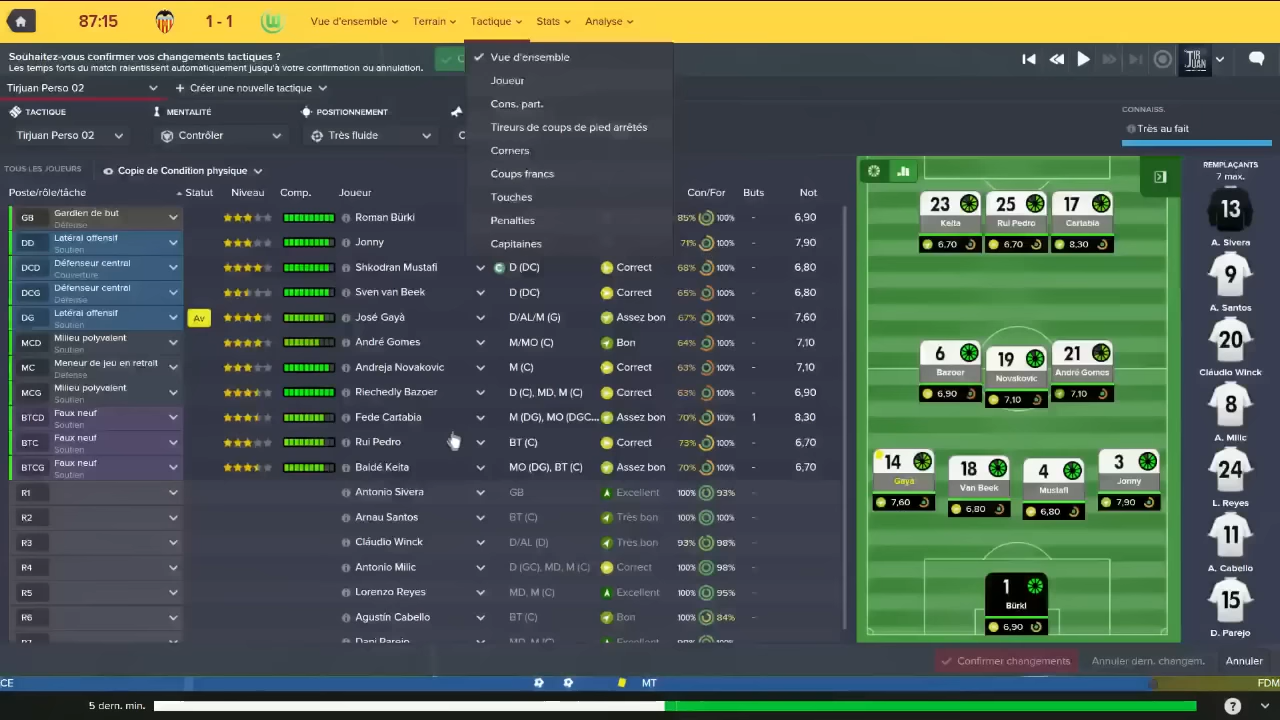 87:15 1 - 1 Vue d'ensemble Terrain Tactique Stats Analyse
Souhaitez-vous confirmer vos changements tactiques ?
Les temps forts du match ralentissent automatiquement jusqu'à votre confirmation ou annulation.
Vue d'ensemble
Joueur
Cons. part.
Tireurs de coups de pied arrêtés
Corners
Coups francs
Touches
Penalties
Capitaines
Tirjuan Perso 02 Créer une nouvelle tactique
TACTIQUE MENTALITÉ POSITIONNEMENT
Tirjuan Perso 02 Contrôler Très fluide
CONNAISS.
Très au fait
TOUS LES JOUEURS Copie de Condition physique
Poste/rôle/tâche Statut Niveau Comp. Joueur Con/For Buts Not
GB Gardien de but Roman Bürki 85% 100% - 6,90
Défense
DD Latéral offensif Jonny 71% 100% - 7,90
Soutien
DCD Défenseur central Shkodran Mustafi D (DC) Correct 68% 100% - 6,80
Couverture
DCG Défenseur central Sven van Beek D (DC) Correct 65% 100% - 6,80
Défense
DG Latéral offensif Av José Gayà D/AL/M (G) Assez bon 67% 100% - 7,60
Soutien
MCD Milieu polyvalent André Gomes M/MO (C) Bon 64% 100% - 7,10
Soutien
MC Meneur de jeu en retrait Andreja Novakovic M (C) Correct 63% 100% - 7,10
Défense
MCG Milieu polyvalent Riechedly Bazoer D (C), MD, M (C) Correct 63% 100% - 6,90
Soutien
BTCD Faux neuf Fede Cartabia M (DG), MO (DGC... Assez bon 70% 100% 1 8,30
Soutien
BTC Faux neuf Rui Pedro BT (C) Correct 73% 100% - 6,70
Soutien
BTCG Faux neuf Baldé Keita MO (DG), BT (C) Assez bon 70% 100% - 6,70
Soutien
R1 Antonio Sivera GB Excellent 100% 93% -
R2 Arnau Santos BT (C) Très bon 100% 100% -
R3 Cláudio Winck D/AL (D) Très bon 93% 98% -
R4 Antonio Milic D (GC), MD, M (C) Correct 100% 98% -
R5 Lorenzo Reyes MD, M (C) Excellent 100% 95% -
R6 Agustín Cabello BT (C) Bon 100% 84% -
R7 Dani Parejo MD, M (C) Excellent
23 25 17
Keita Rui Pedro Cartabia
6,70 6,70 8,30
6 19 21
Bazoer Novakovic André Gomes
6,90 7,10 7,10
14 18 4 3
Gayà Van Beek Mustafi Jonny
7,60 6,80 6,80 7,90
1
Bürki
6,90
REMPLAÇANTS
7 max.
13
A. Sivera
9
A. Santos
20
Cláudio Winck
8
A. Milic
24
L. Reyes
11
A. Cabello
15
D. Parejo
Confirmer changements Annuler dern. changem. Annuler
CE MT FDM
5 dern. min. ?